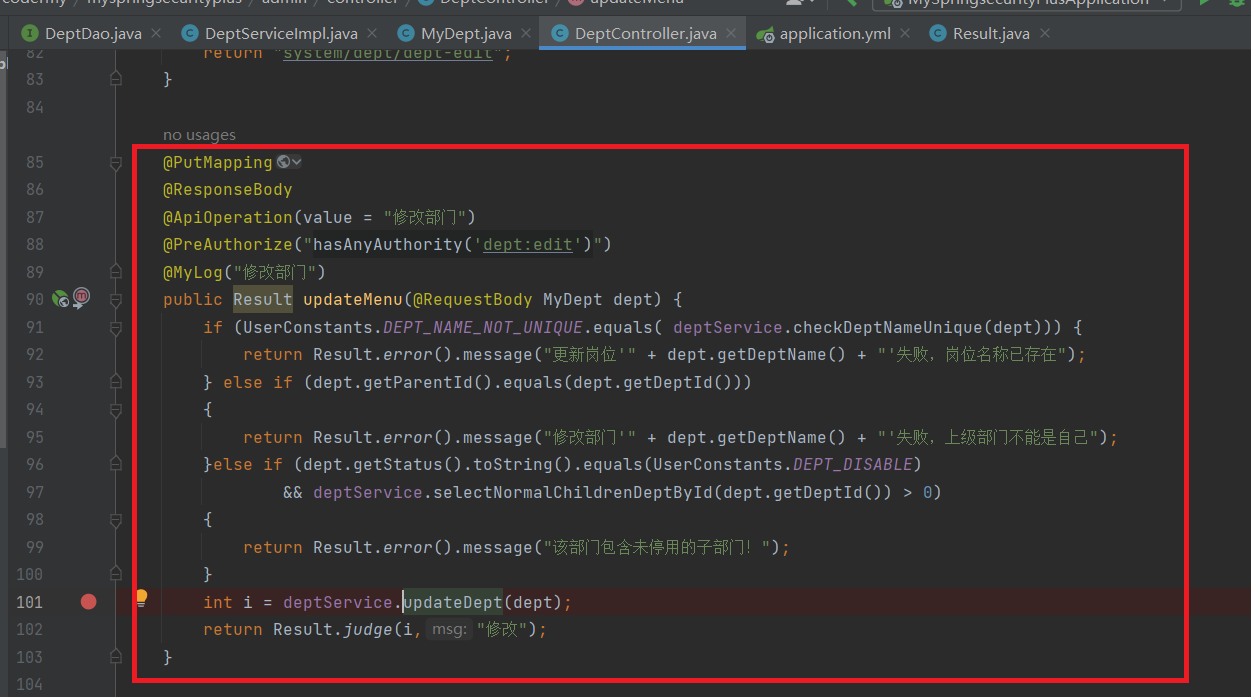 codermy / myspringsecurityplus / admin / controller / DeptController / updateMenu MySpringsecurityPlusApplication
DeptDao.java DeptServiceImpl.java MyDept.java DeptController.java application.yml Result.java
82 return "system/dept/dept-edit";
83 }
84
no usages
85 @PutMapping
86 @ResponseBody
87 @ApiOperation(value = "修改部门")
88 @PreAuthorize("hasAnyAuthority('dept:edit')")
89 @MyLog("修改部门")
90 public Result updateMenu(@RequestBody MyDept dept) {
91 if (UserConstants.DEPT_NAME_NOT_UNIQUE.equals( deptService.checkDeptNameUnique(dept))) {
92 return Result.error().message("更新岗位'" + dept.getDeptName() + "'失败，岗位名称已存在");
93 } else if (dept.getParentId().equals(dept.getDeptId()))
94 {
95 return Result.error().message("修改部门'" + dept.getDeptName() + "'失败，上级部门不能是自己");
96 }else if (dept.getStatus().toString().equals(UserConstants.DEPT_DISABLE)
97 && deptService.selectNormalChildrenDeptById(dept.getDeptId()) > 0)
98 {
99 return Result.error().message("该部门包含未停用的子部门！");
100 }
101 int i = deptService.updateDept(dept);
102 return Result.judge(i, msg: "修改");
103 }
104